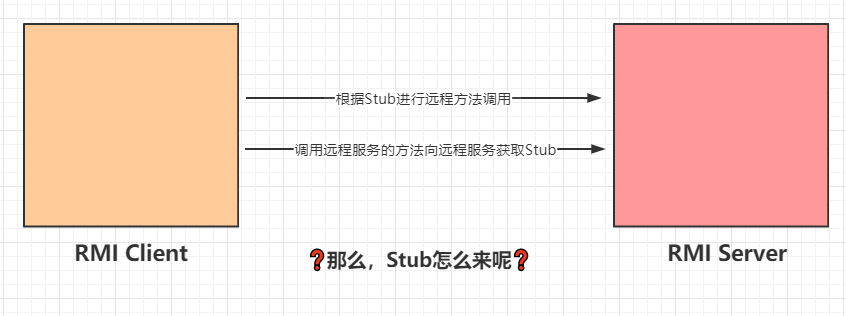 根据Stub进行远程方法调用
调用远程服务的方法向远程服务获取Stub
RMI Client
RMI Server
❓那么，Stub怎么来呢❓